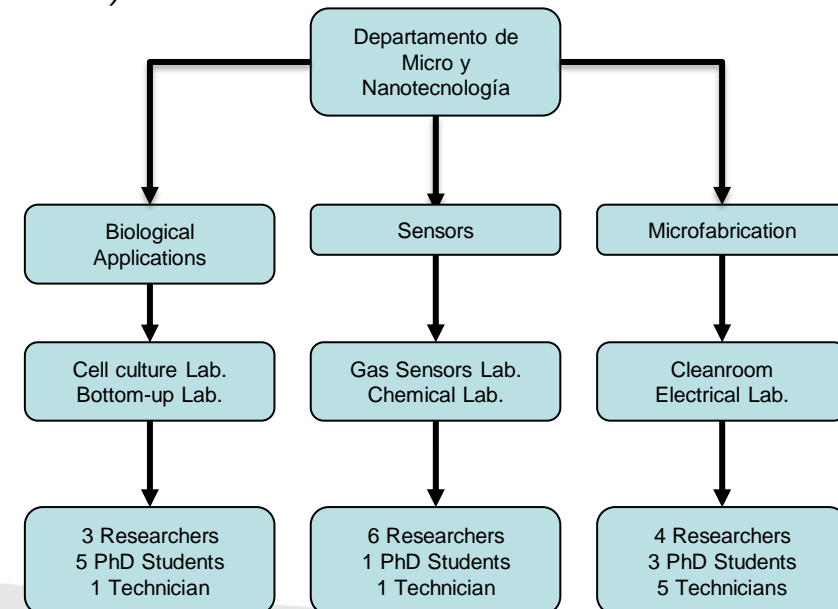 Departamento de
Micro y
Nanotecnología
Biological
Applications
Sensors
Microfabrication
Cell culture Lab.
Bottom-up Lab.
Gas Sensors Lab.
Chemical Lab.
Cleanroom
Electrical Lab.
3 Researchers
5 PhD Students
1 Technician
6 Researchers
1 PhD Students
1 Technician
4 Researchers
3 PhD Students
5 Technicians